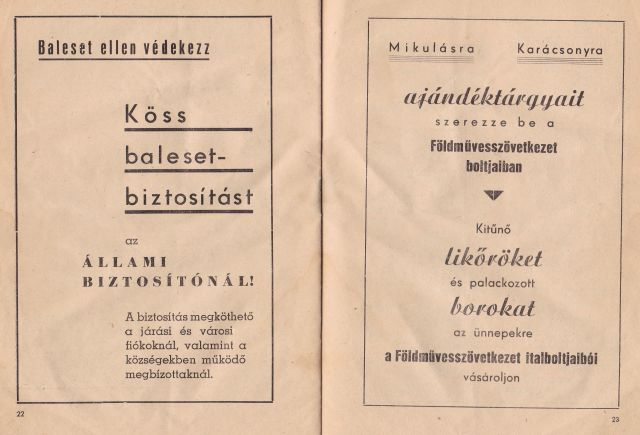 Baleset ellen védekezz
Köss
baleset-
biztosítást
az
ÁLLAMI
BIZTOSÍTÓNÁL!
A biztosítás megköthető
a járási és városi
fiókoknál, valamint a
községekben működő
megbízottaknál.
22
Mikulásra Karácsonyra
ajándéktárgyait
szerezze be a
Földművesszövetkezet
boltjaiban
Kitűnő
likőröket
és palackozott
borokat
az ünnepekre
a Földművesszövetkezet italboltjaiból
vásároljon
23